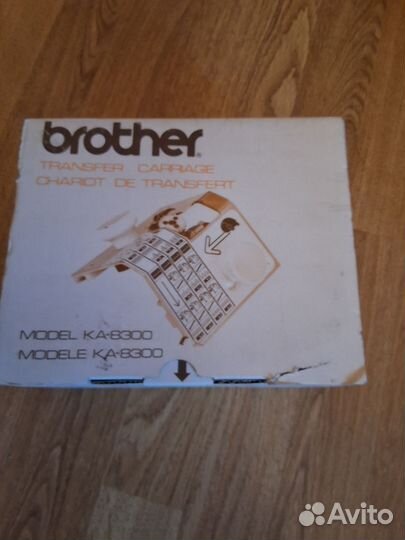 brother
TRANSFER CARRIAGE
CHARIOT DE TRANSFERT
MODEL KA-8300
MODELE KA-8300
Avito